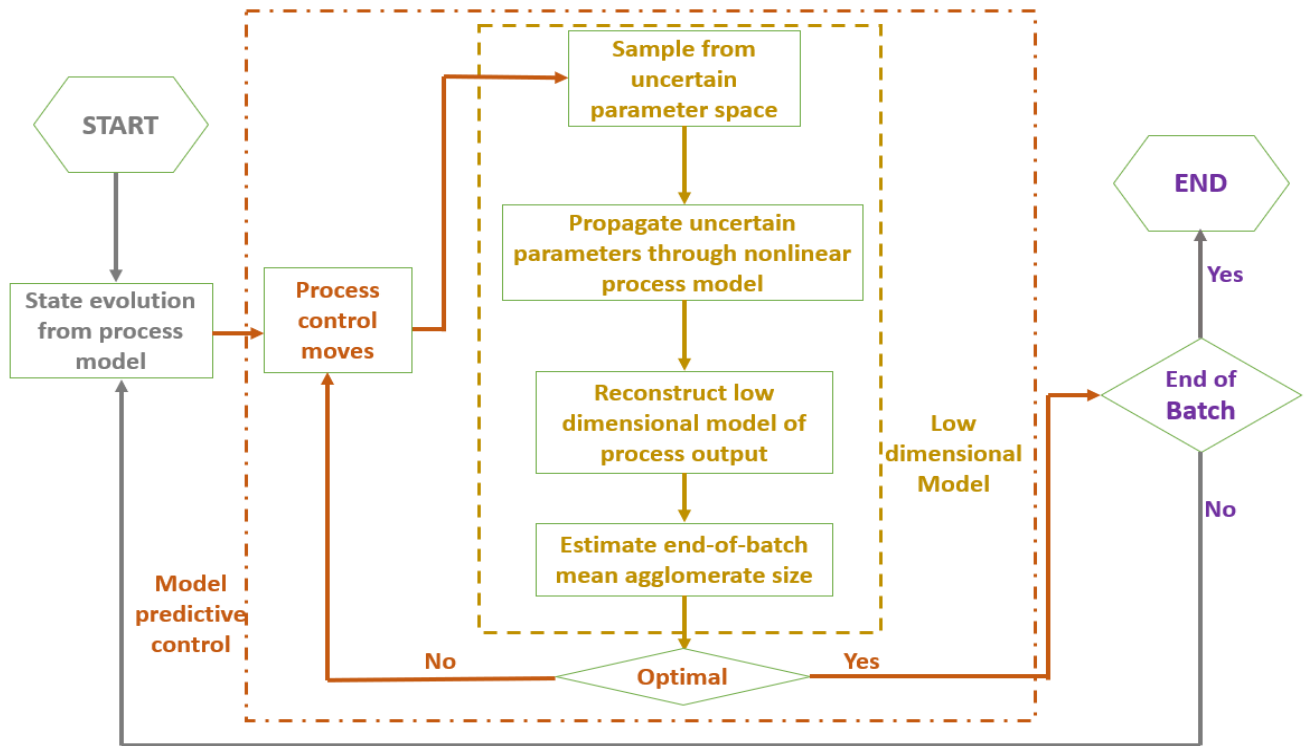 START
State evolution
from process
model
Process
control
moves
Sample from
uncertain
parameter space
Propagate uncertain
parameters through nonlinear
process model
Reconstruct low
dimensional model of
process output
Estimate end-of-batch
mean agglomerate size
Low
dimensional
Model
Model
predictive
control
No
Optimal
Yes
End of
Batch
Yes
No
END